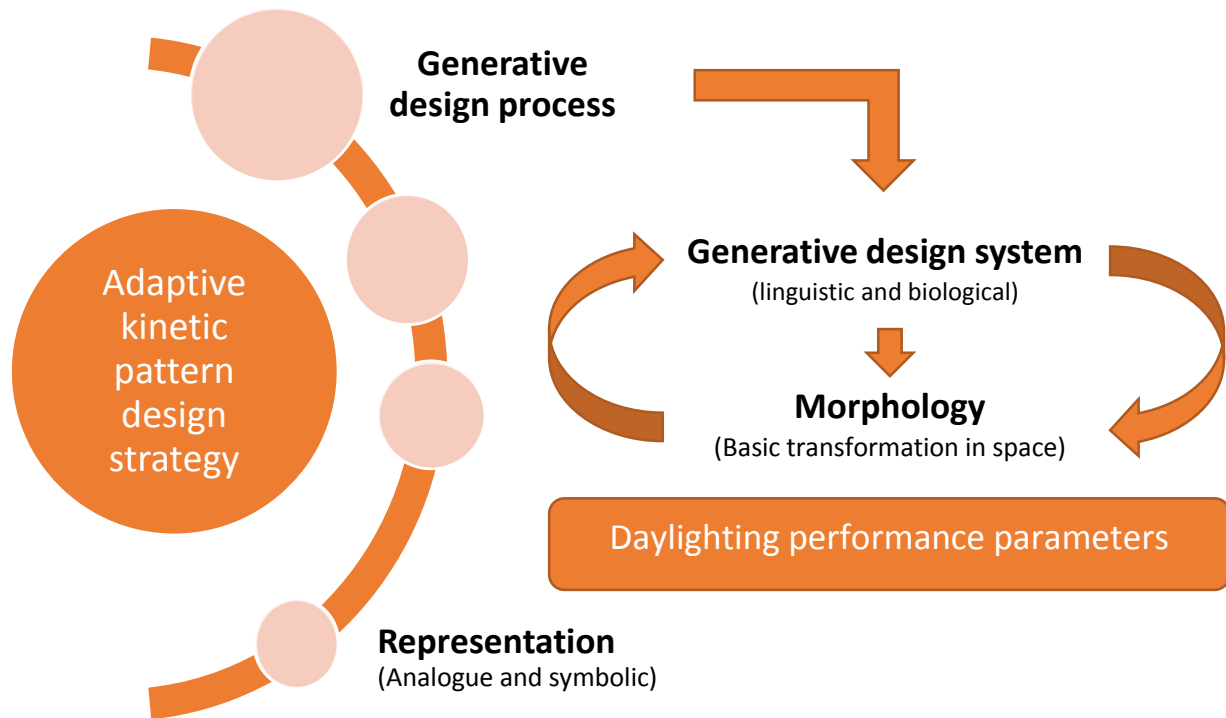 Generative
design process
Adaptive
kinetic
pattern
design
strategy
Generative design system
(linguistic and biological)
Morphology
(Basic transformation in space)
Daylighting performance parameters
Representation
(Analogue and symbolic)